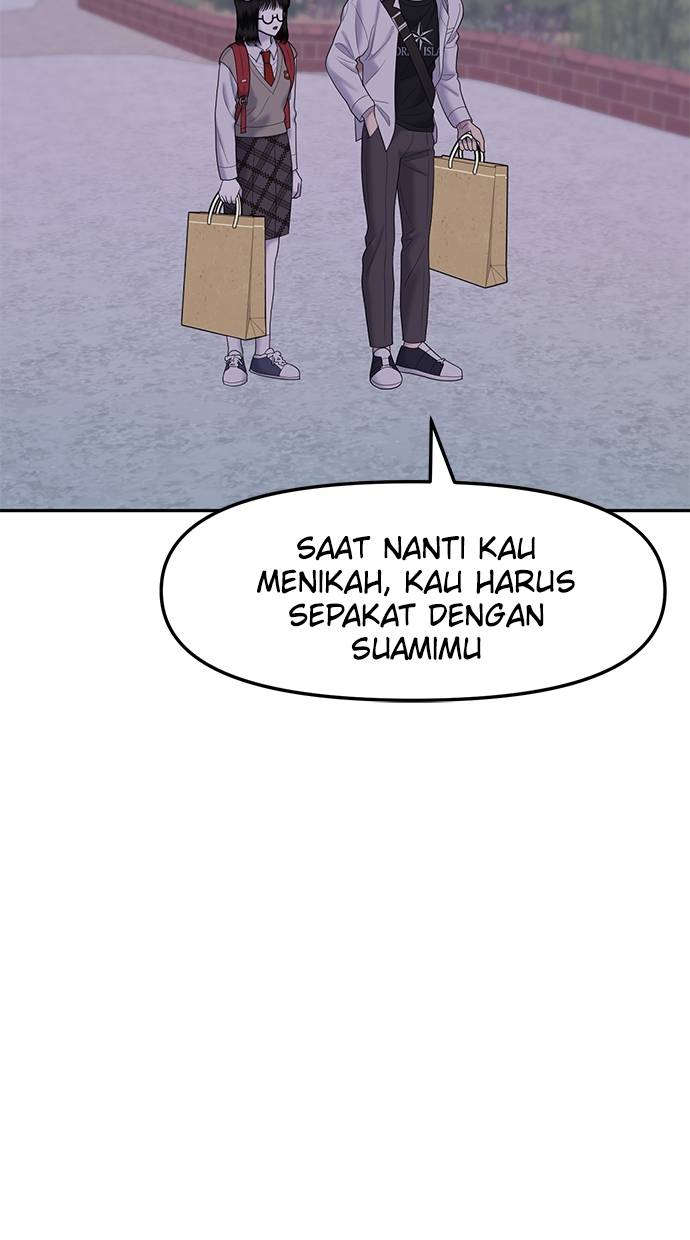 SAAT NANTI KAU
MENIKAH, KAU HARUS
SEPAKAT DENGAN
SUAMIMU